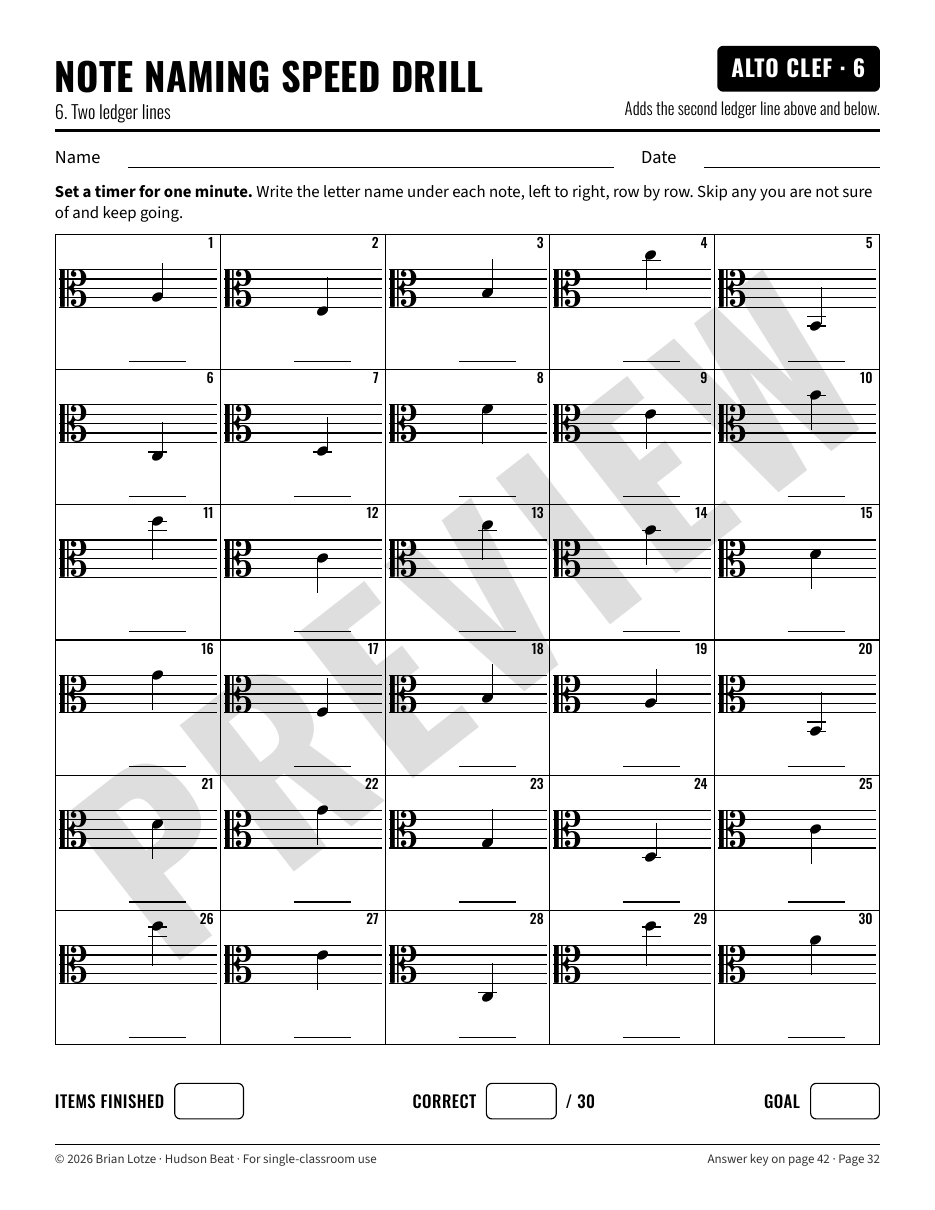 NOTE NAMING SPEED DRILL
ALTO CLEF · 6
6. Two ledger lines
Adds the second ledger line above and below.
Name
Date
Set a timer for one minute. Write the letter name under each note, left to right, row by row. Skip any you are not sure
of and keep going.
1 2 3 4 5
6 7 8 9 10
11 12 13 14 15
16 17 18 19 20
21 22 23 24 25
26 27 28 29 30
PREVIEW
ITEMS FINISHED
CORRECT / 30
GOAL
© 2026 Brian Lotze · Hudson Beat · For single-classroom use
Answer key on page 42 · Page 32